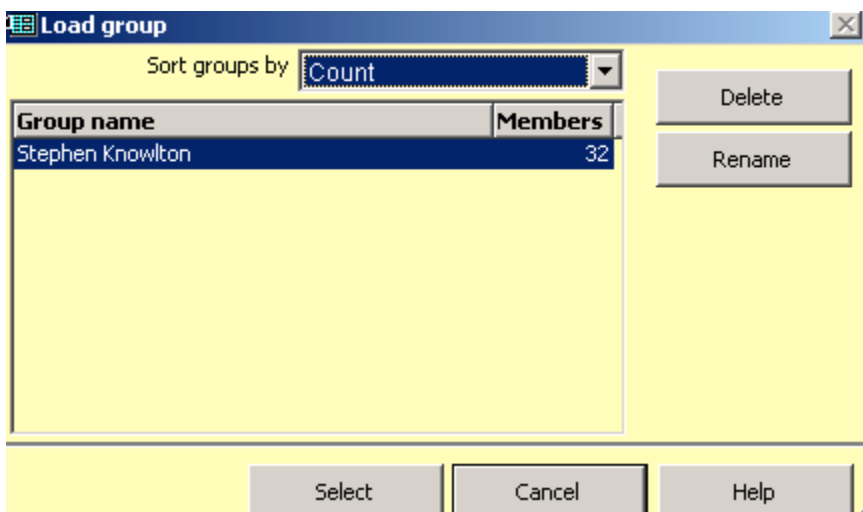 Load group
Sort groups by Count
Delete
Group name Members
Stephen Knowlton 32
Rename
Select Cancel Help